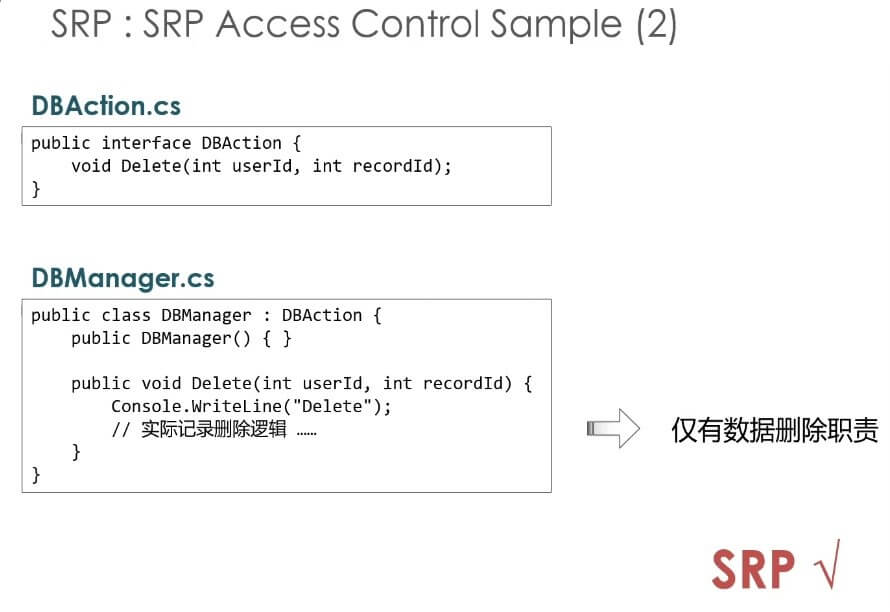 SRP : SRP Access Control Sample (2)
DBAction.cs
public interface DBAction {
    void Delete(int userId, int recordId);
}
DBManager.cs
public class DBManager : DBAction {
    public DBManager() { }
    public void Delete(int userId, int recordId) {
        Console.WriteLine("Delete");
        // 实际记录删除逻辑 ……
    }
}
仅有数据删除职责
SRP √